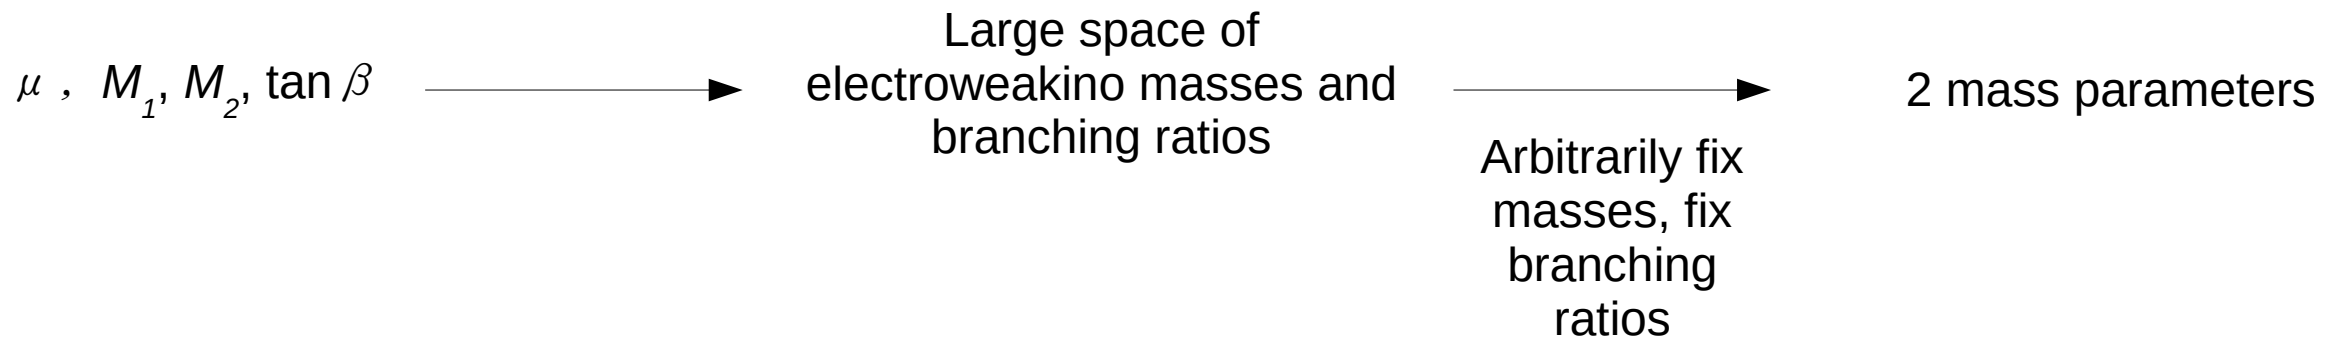 μ , M1, M2, tan β
Large space of
electroweakino masses and
branching ratios
Arbitrarily fix
masses, fix
branching
ratios
2 mass parameters